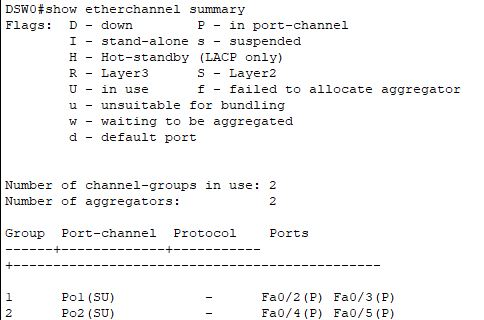 DSW0#show etherchannel summary
Flags:  D - down        P - in port-channel
        I - stand-alone s - suspended
        H - Hot-standby (LACP only)
        R - Layer3      S - Layer2
        U - in use      f - failed to allocate aggregator
        u - unsuitable for bundling
        w - waiting to be aggregated
        d - default port
Number of channel-groups in use: 2
Number of aggregators:           2
Group  Port-channel  Protocol    Ports
------+-------------+-----------
+----------------------------------------------
1      Po1(SU)           -      Fa0/2(P) Fa0/3(P)
2      Po2(SU)           -      Fa0/4(P) Fa0/5(P)